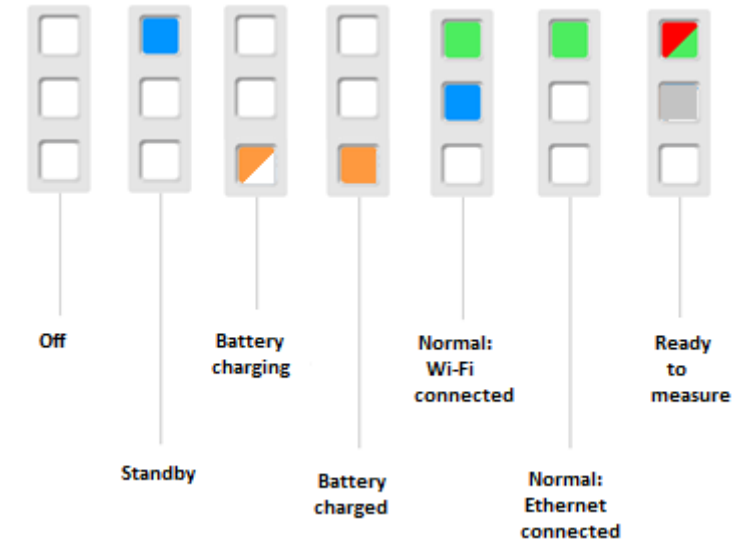 Off
Battery
charging
Normal:
Wi-Fi
connected
Ready
to
measure
Standby
Battery
charged
Normal:
Ethernet
connected